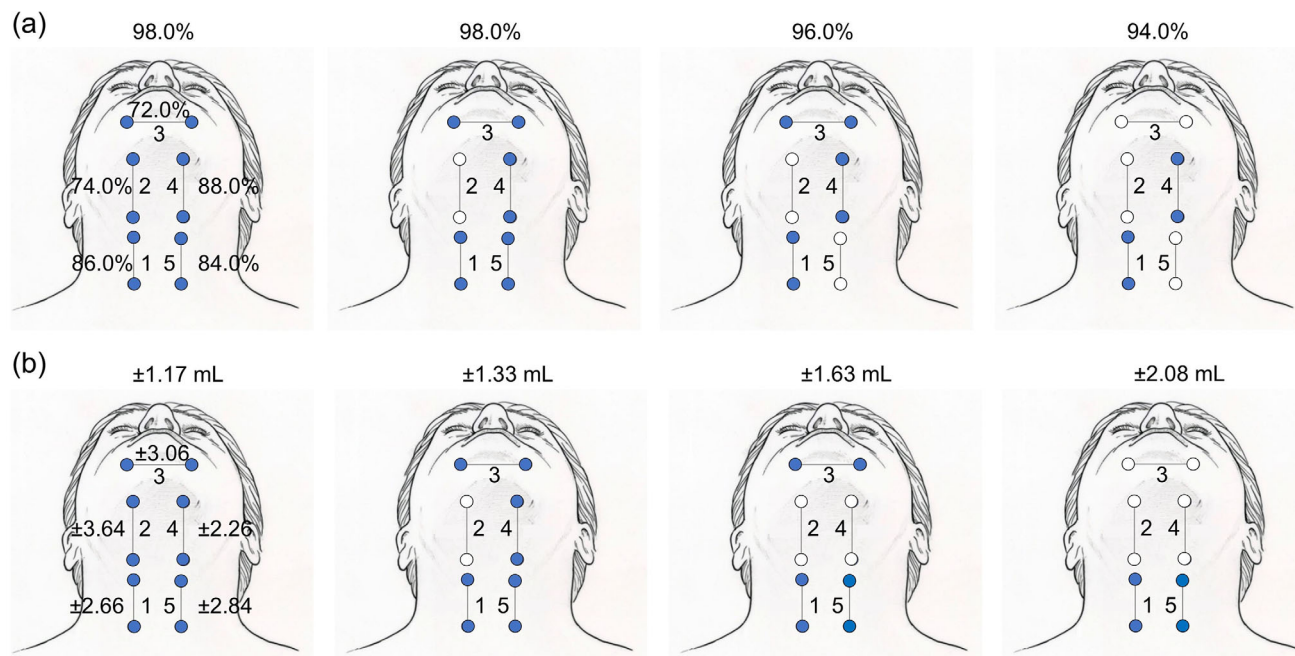 (a)
98.0% 98.0% 96.0% 94.0%
72.0%
3 3 3 3
74.0% 2 4 88.0% 2 4 2 4 2 4
86.0% 1 5 84.0% 1 5 1 5 1 5
(b)
±1.17 mL ±1.33 mL ±1.63 mL ±2.08 mL
±3.06
3 3 3 3
±3.64 2 4 ±2.26 2 4 2 4 2 4
±2.66 1 5 ±2.84 1 5 1 5 1 5